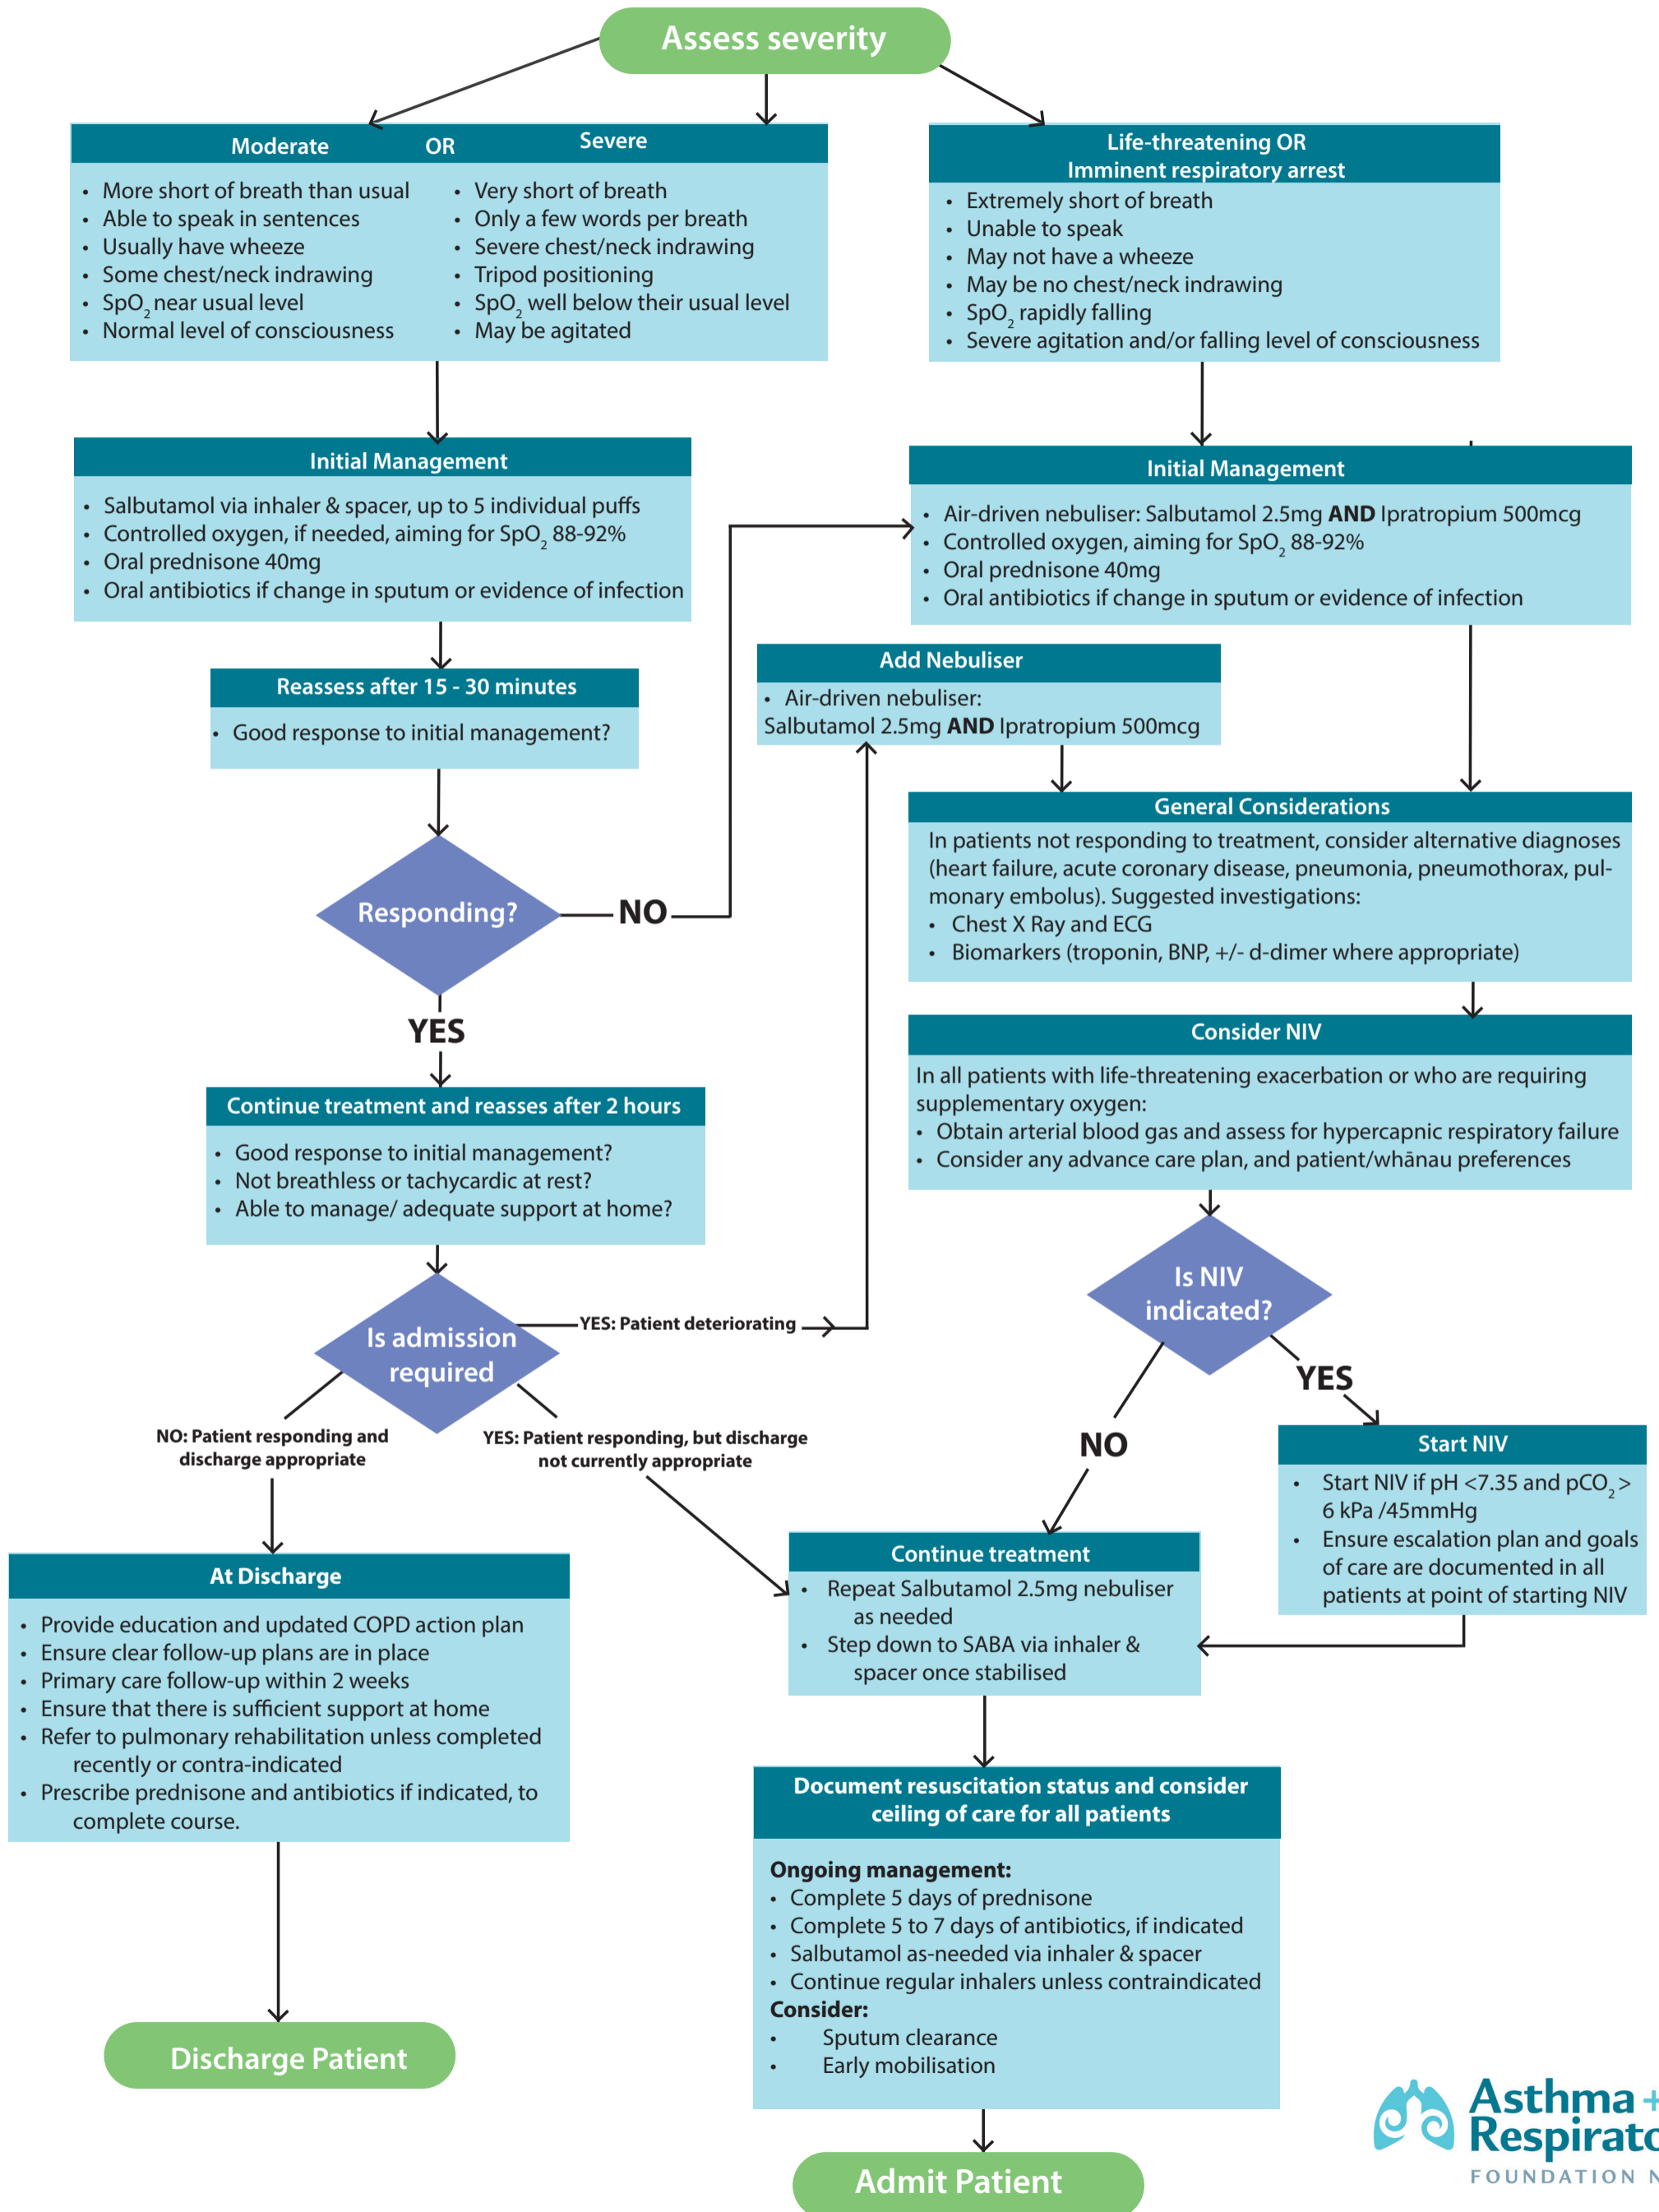 Assess severity
Moderate OR Severe
• More short of breath than usual
• Able to speak in sentences
• Usually have wheeze
• Some chest/neck indrawing
• SpO₂ near usual level
• Normal level of consciousness
• Very short of breath
• Only a few words per breath
• Severe chest/neck indrawing
• Tripod positioning
• SpO₂ well below their usual level
• May be agitated
Life-threatening OR
Imminent respiratory arrest
• Extremely short of breath
• Unable to speak
• May not have a wheeze
• May be no chest/neck indrawing
• SpO₂ rapidly falling
• Severe agitation and/or falling level of consciousness
Initial Management
• Salbutamol via inhaler & spacer, up to 5 individual puffs
• Controlled oxygen, if needed, aiming for SpO₂ 88-92%
• Oral prednisone 40mg
• Oral antibiotics if change in sputum or evidence of infection
Initial Management
• Air-driven nebuliser: Salbutamol 2.5mg AND Ipratropium 500mcg
• Controlled oxygen, aiming for SpO₂ 88-92%
• Oral prednisone 40mg
• Oral antibiotics if change in sputum or evidence of infection
Reassess after 15 - 30 minutes
• Good response to initial management?
Add Nebuliser
• Air-driven nebuliser:
Salbutamol 2.5mg AND Ipratropium 500mcg
Responding?
NO
YES
General Considerations
In patients not responding to treatment, consider alternative diagnoses
(heart failure, acute coronary disease, pneumonia, pneumothorax, pul-
monary embolus). Suggested investigations:
• Chest X Ray and ECG
• Biomarkers (troponin, BNP, +/- d-dimer where appropriate)
Consider NIV
In all patients with life-threatening exacerbation or who are requiring
supplementary oxygen:
• Obtain arterial blood gas and assess for hypercapnic respiratory failure
• Consider any advance care plan, and patient/whānau preferences
Continue treatment and reasses after 2 hours
• Good response to initial management?
• Not breathless or tachycardic at rest?
• Able to manage/ adequate support at home?
Is admission
required
YES: Patient deteriorating
NO: Patient responding and
discharge appropriate
YES: Patient responding, but discharge
not currently appropriate
Is NIV
indicated?
YES
NO
Start NIV
• Start NIV if pH <7.35 and pCO₂ >
6 kPa /45mmHg
• Ensure escalation plan and goals
of care are documented in all
patients at point of starting NIV
Continue treatment
• Repeat Salbutamol 2.5mg nebuliser
as needed
• Step down to SABA via inhaler &
spacer once stabilised
At Discharge
• Provide education and updated COPD action plan
• Ensure clear follow-up plans are in place
• Primary care follow-up within 2 weeks
• Ensure that there is sufficient support at home
• Refer to pulmonary rehabilitation unless completed
recently or contra-indicated
• Prescribe prednisone and antibiotics if indicated, to
complete course.
Document resuscitation status and consider
ceiling of care for all patients
Ongoing management:
• Complete 5 days of prednisone
• Complete 5 to 7 days of antibiotics, if indicated
• Salbutamol as-needed via inhaler & spacer
• Continue regular inhalers unless contraindicated
Consider:
• Sputum clearance
• Early mobilisation
Discharge Patient
Admit Patient
Asthma +
Respirato
FOUNDATION N